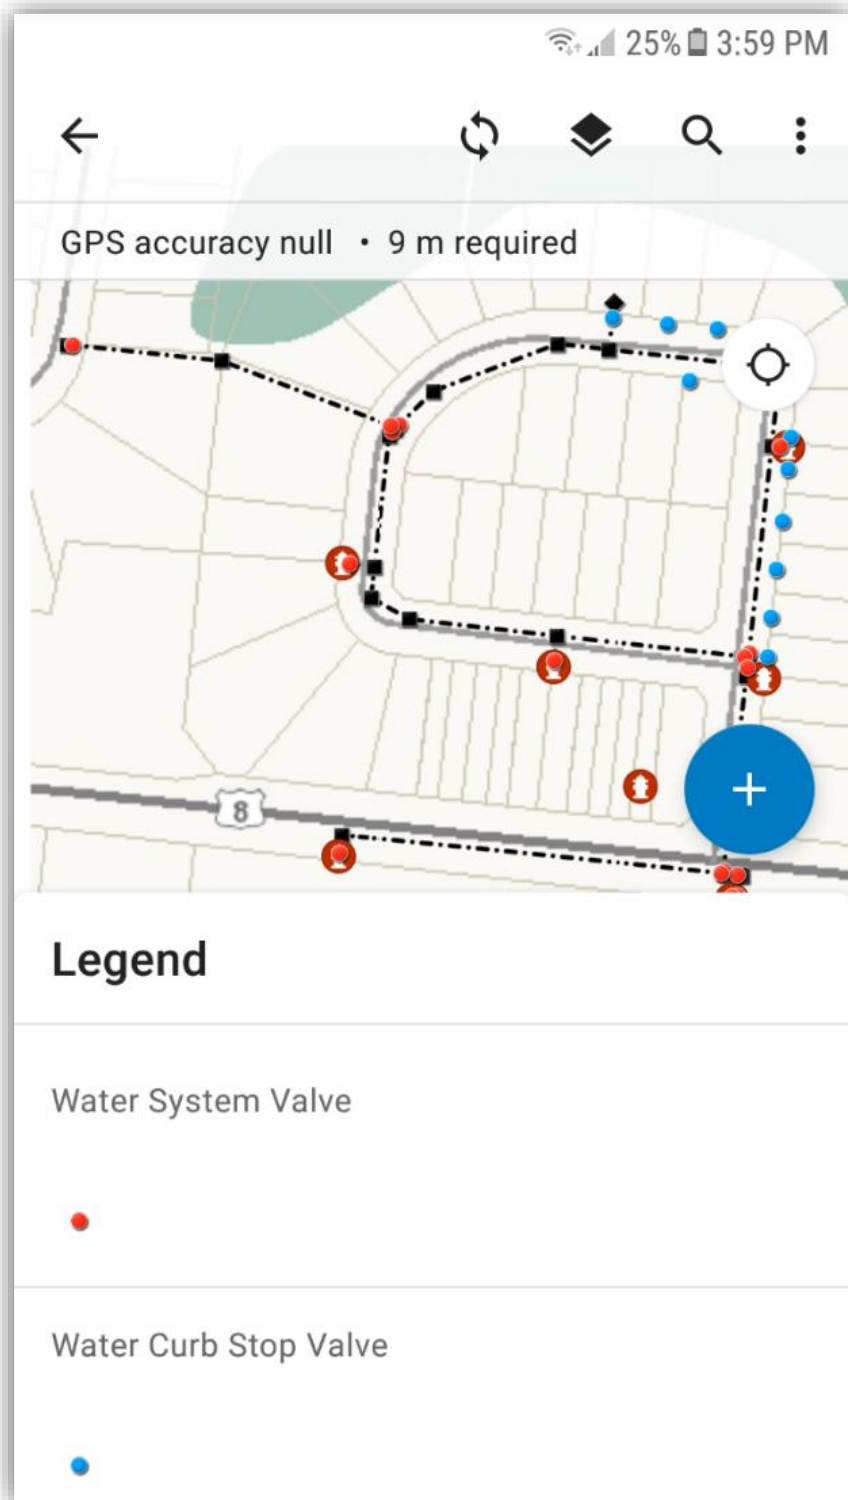 25% 3:59 PM
GPS accuracy null • 9 m required
8
Legend
Water System Valve
Water Curb Stop Valve